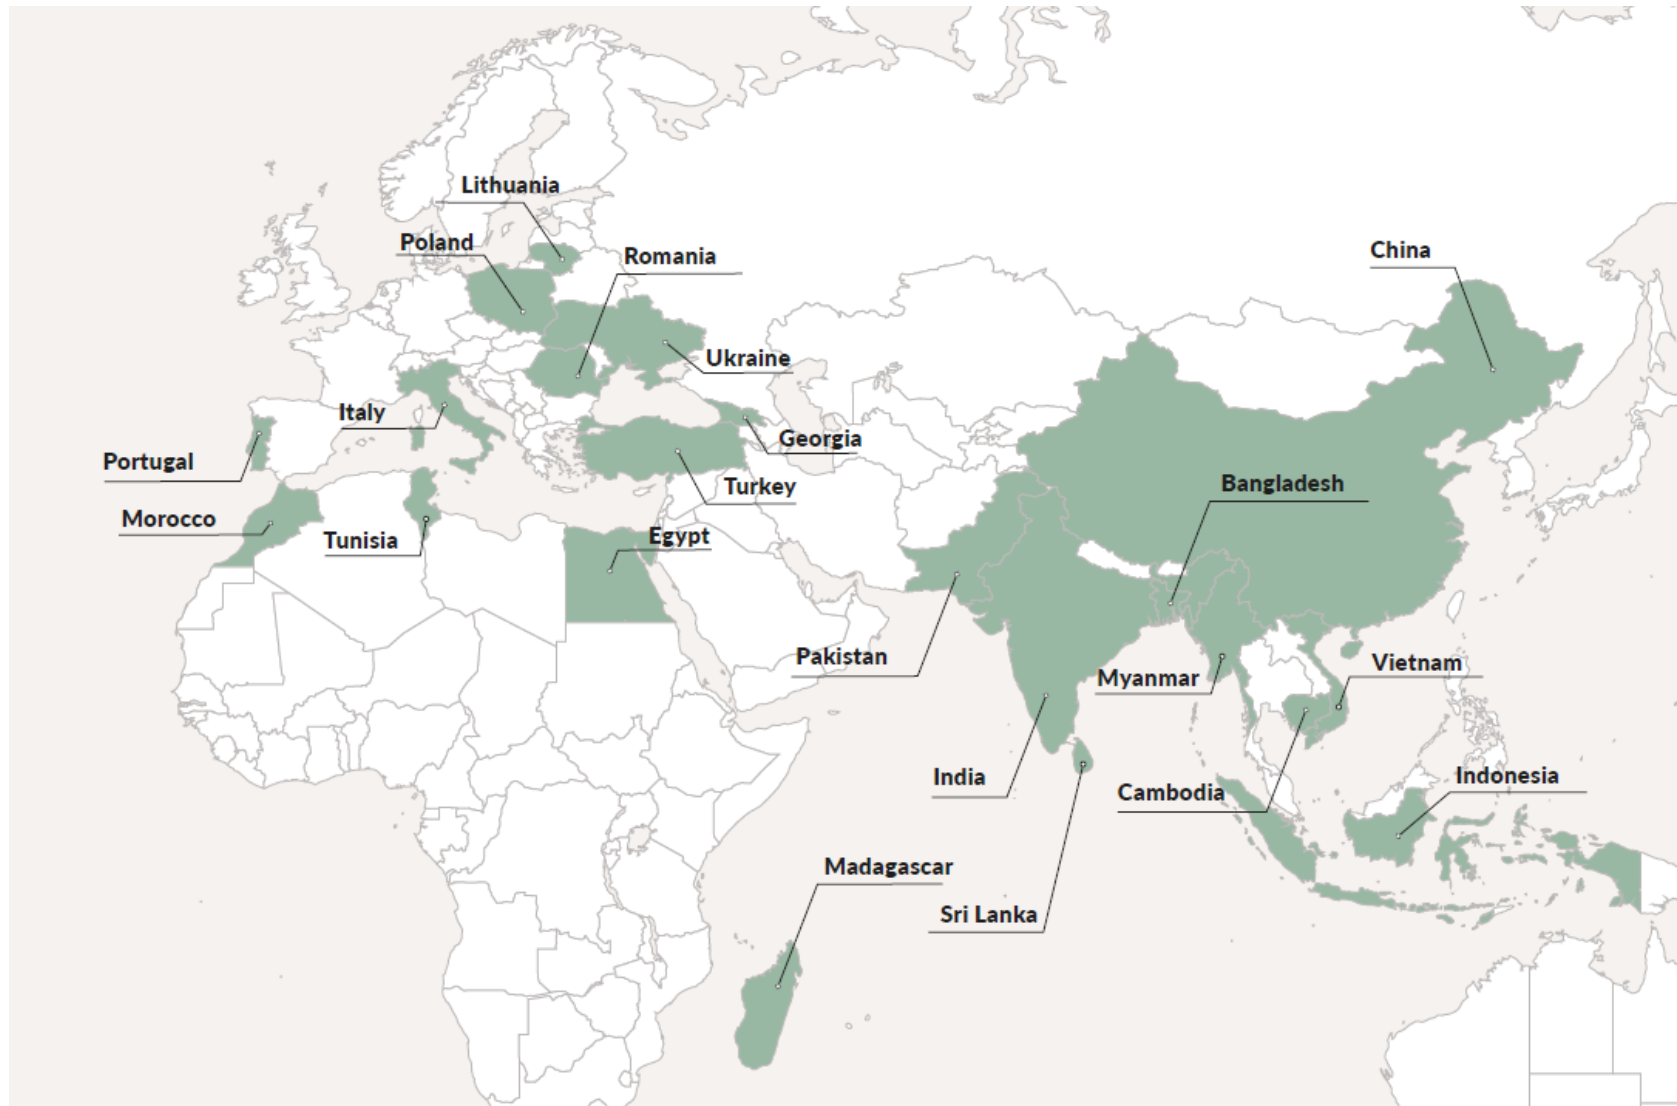 Lithuania
Poland
Romania
China
Ukraine
Italy
Georgia
Portugal
Turkey
Bangladesh
Morocco
Tunisia
Egypt
Pakistan
Myanmar
Vietnam
India
Cambodia
Indonesia
Madagascar
Sri Lanka